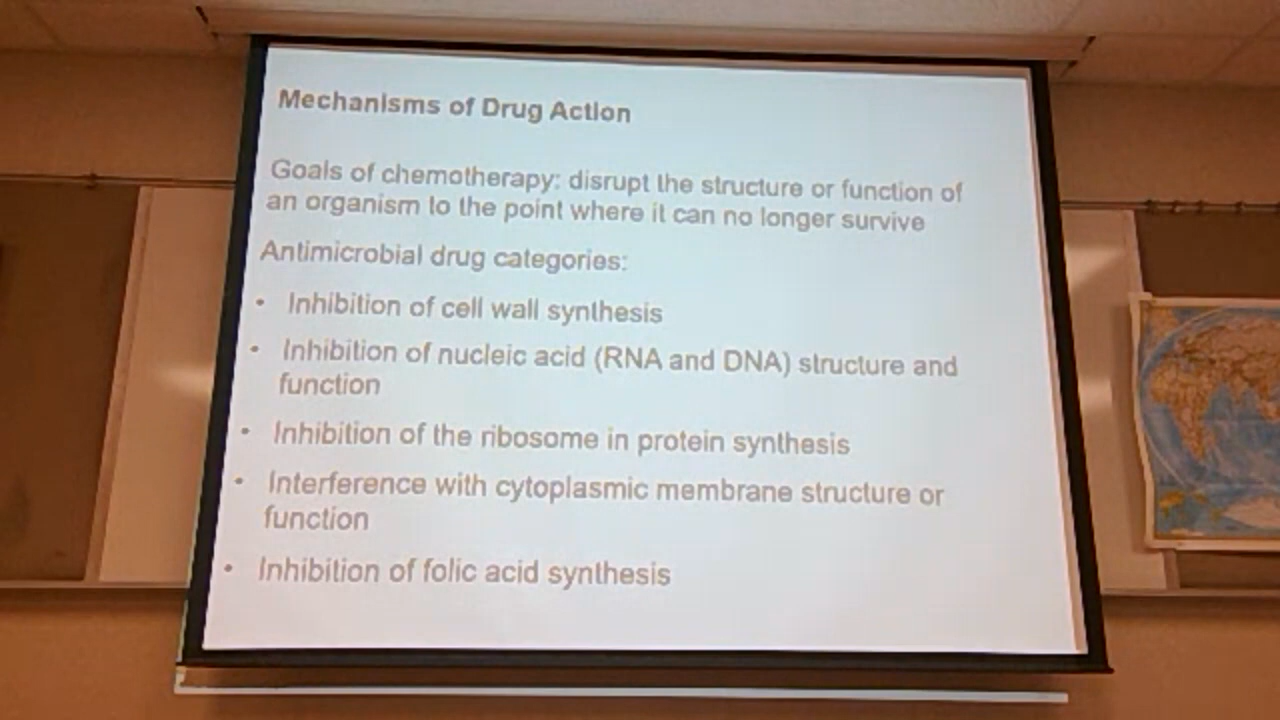 Mechanisms of Drug Action
Goals of chemotherapy: disrupt the structure or function of
an organism to the point where it can no longer survive
Antimicrobial drug categories:
• Inhibition of cell wall synthesis
• Inhibition of nucleic acid (RNA and DNA) structure and
function
• Inhibition of the ribosome in protein synthesis
• Interference with cytoplasmic membrane structure or
function
• Inhibition of folic acid synthesis